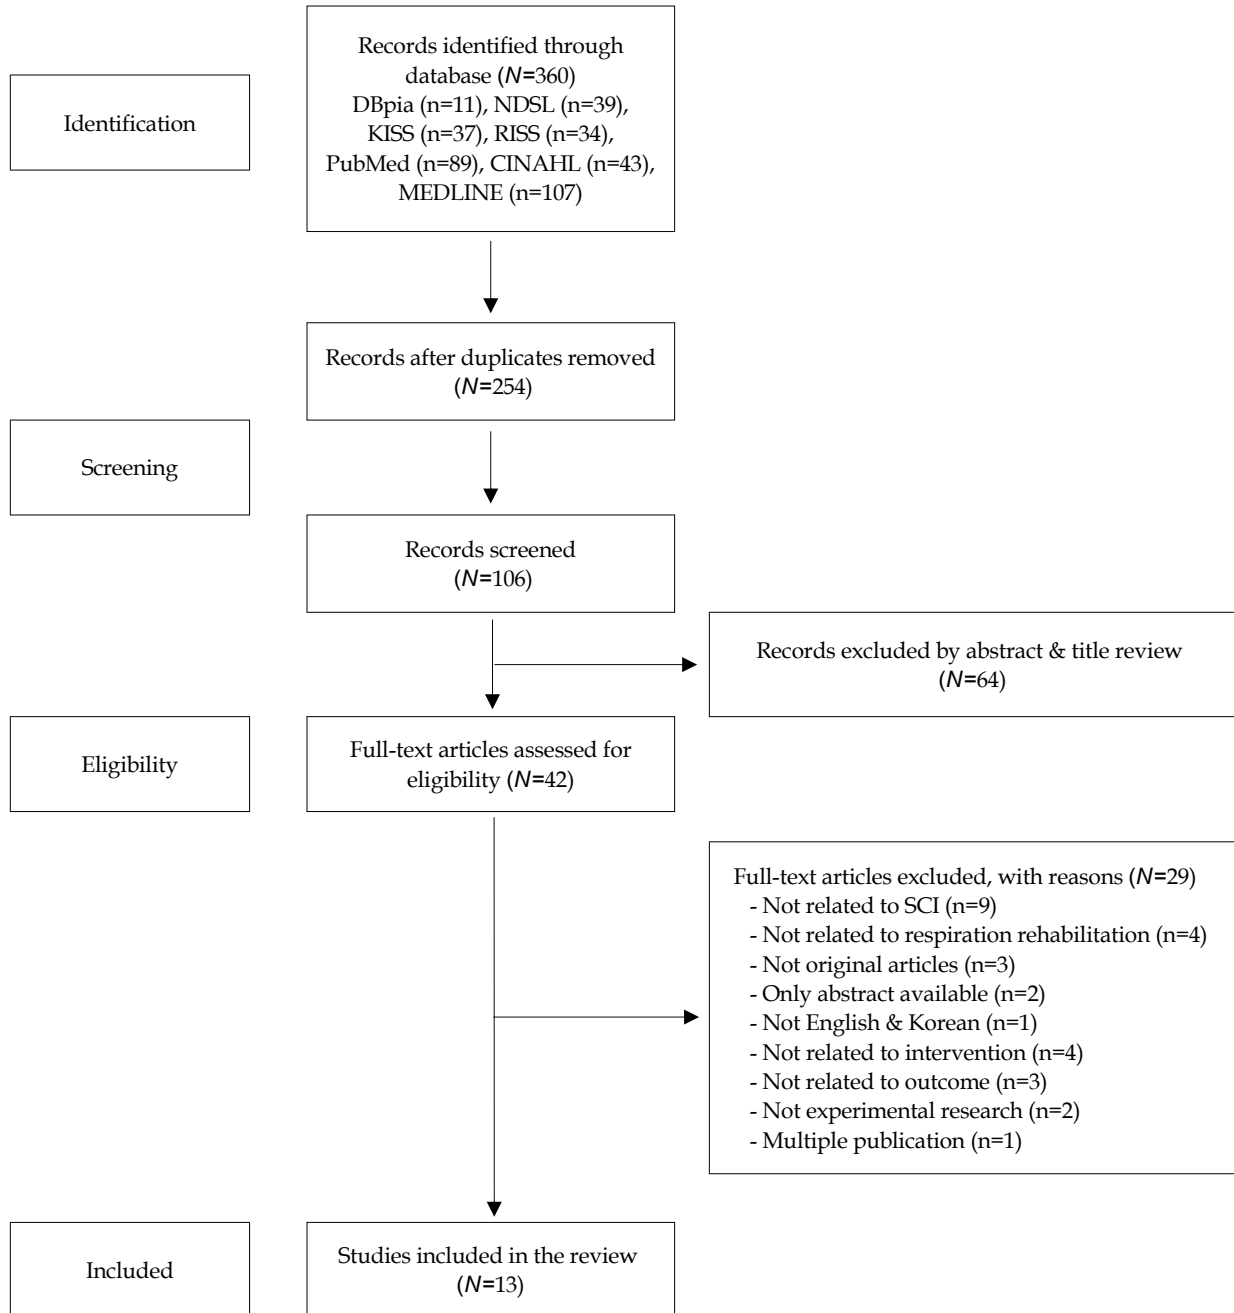 Identification
Records identified through
database (N=360)
DBpia (n=11), NDSL (n=39),
KISS (n=37), RISS (n=34),
PubMed (n=89), CINAHL (n=43),
MEDLINE (n=107)
Records after duplicates removed
(N=254)
Screening
Records screened
(N=106)
Records excluded by abstract & title review
(N=64)
Eligibility
Full-text articles assessed for
eligibility (N=42)
Full-text articles excluded, with reasons (N=29)
- Not related to SCI (n=9)
- Not related to respiration rehabilitation (n=4)
- Not original articles (n=3)
- Only abstract available (n=2)
- Not English & Korean (n=1)
- Not related to intervention (n=4)
- Not related to outcome (n=3)
- Not experimental research (n=2)
- Multiple publication (n=1)
Included
Studies included in the review
(N=13)